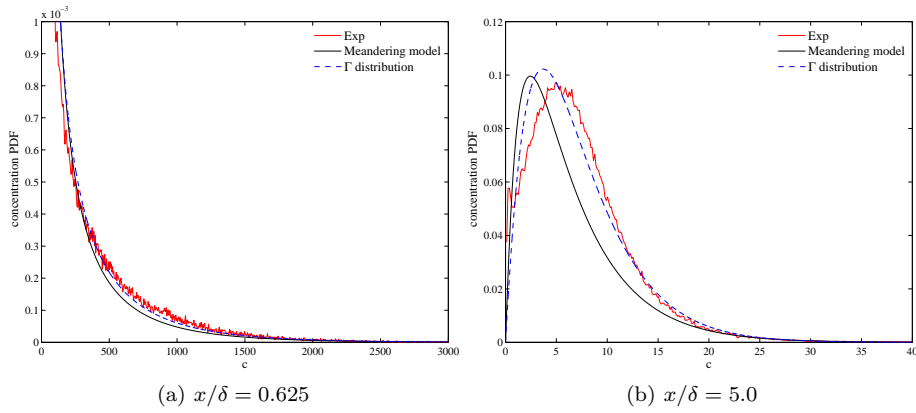 1 x 10⁻³
Exp
Meandering model
Γ distribution
0.9
0.8
0.7
0.6
0.5
0.4
0.3
0.2
0.1
0
concentration PDF
0 500 1000 1500 2000 2500 3000
c
(a) x/δ = 0.625
0.12
Exp
Meandering model
Γ distribution
0.1
0.08
0.06
0.04
0.02
0
concentration PDF
0 5 10 15 20 25 30 35 40
c
(b) x/δ = 5.0